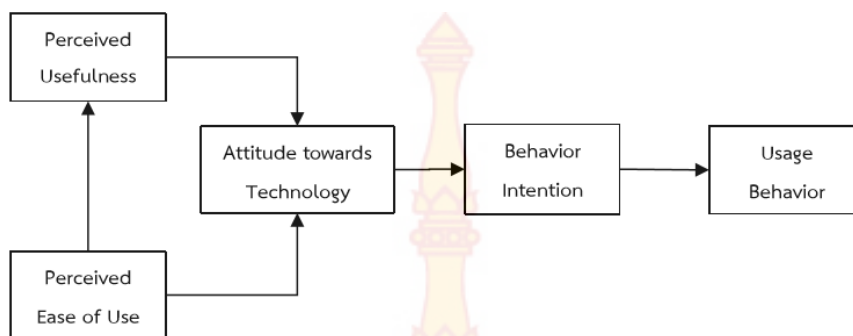 Perceived
Usefulness
Attitude towards
Technology
Behavior
Intention
Usage
Behavior
Perceived
Ease of Use